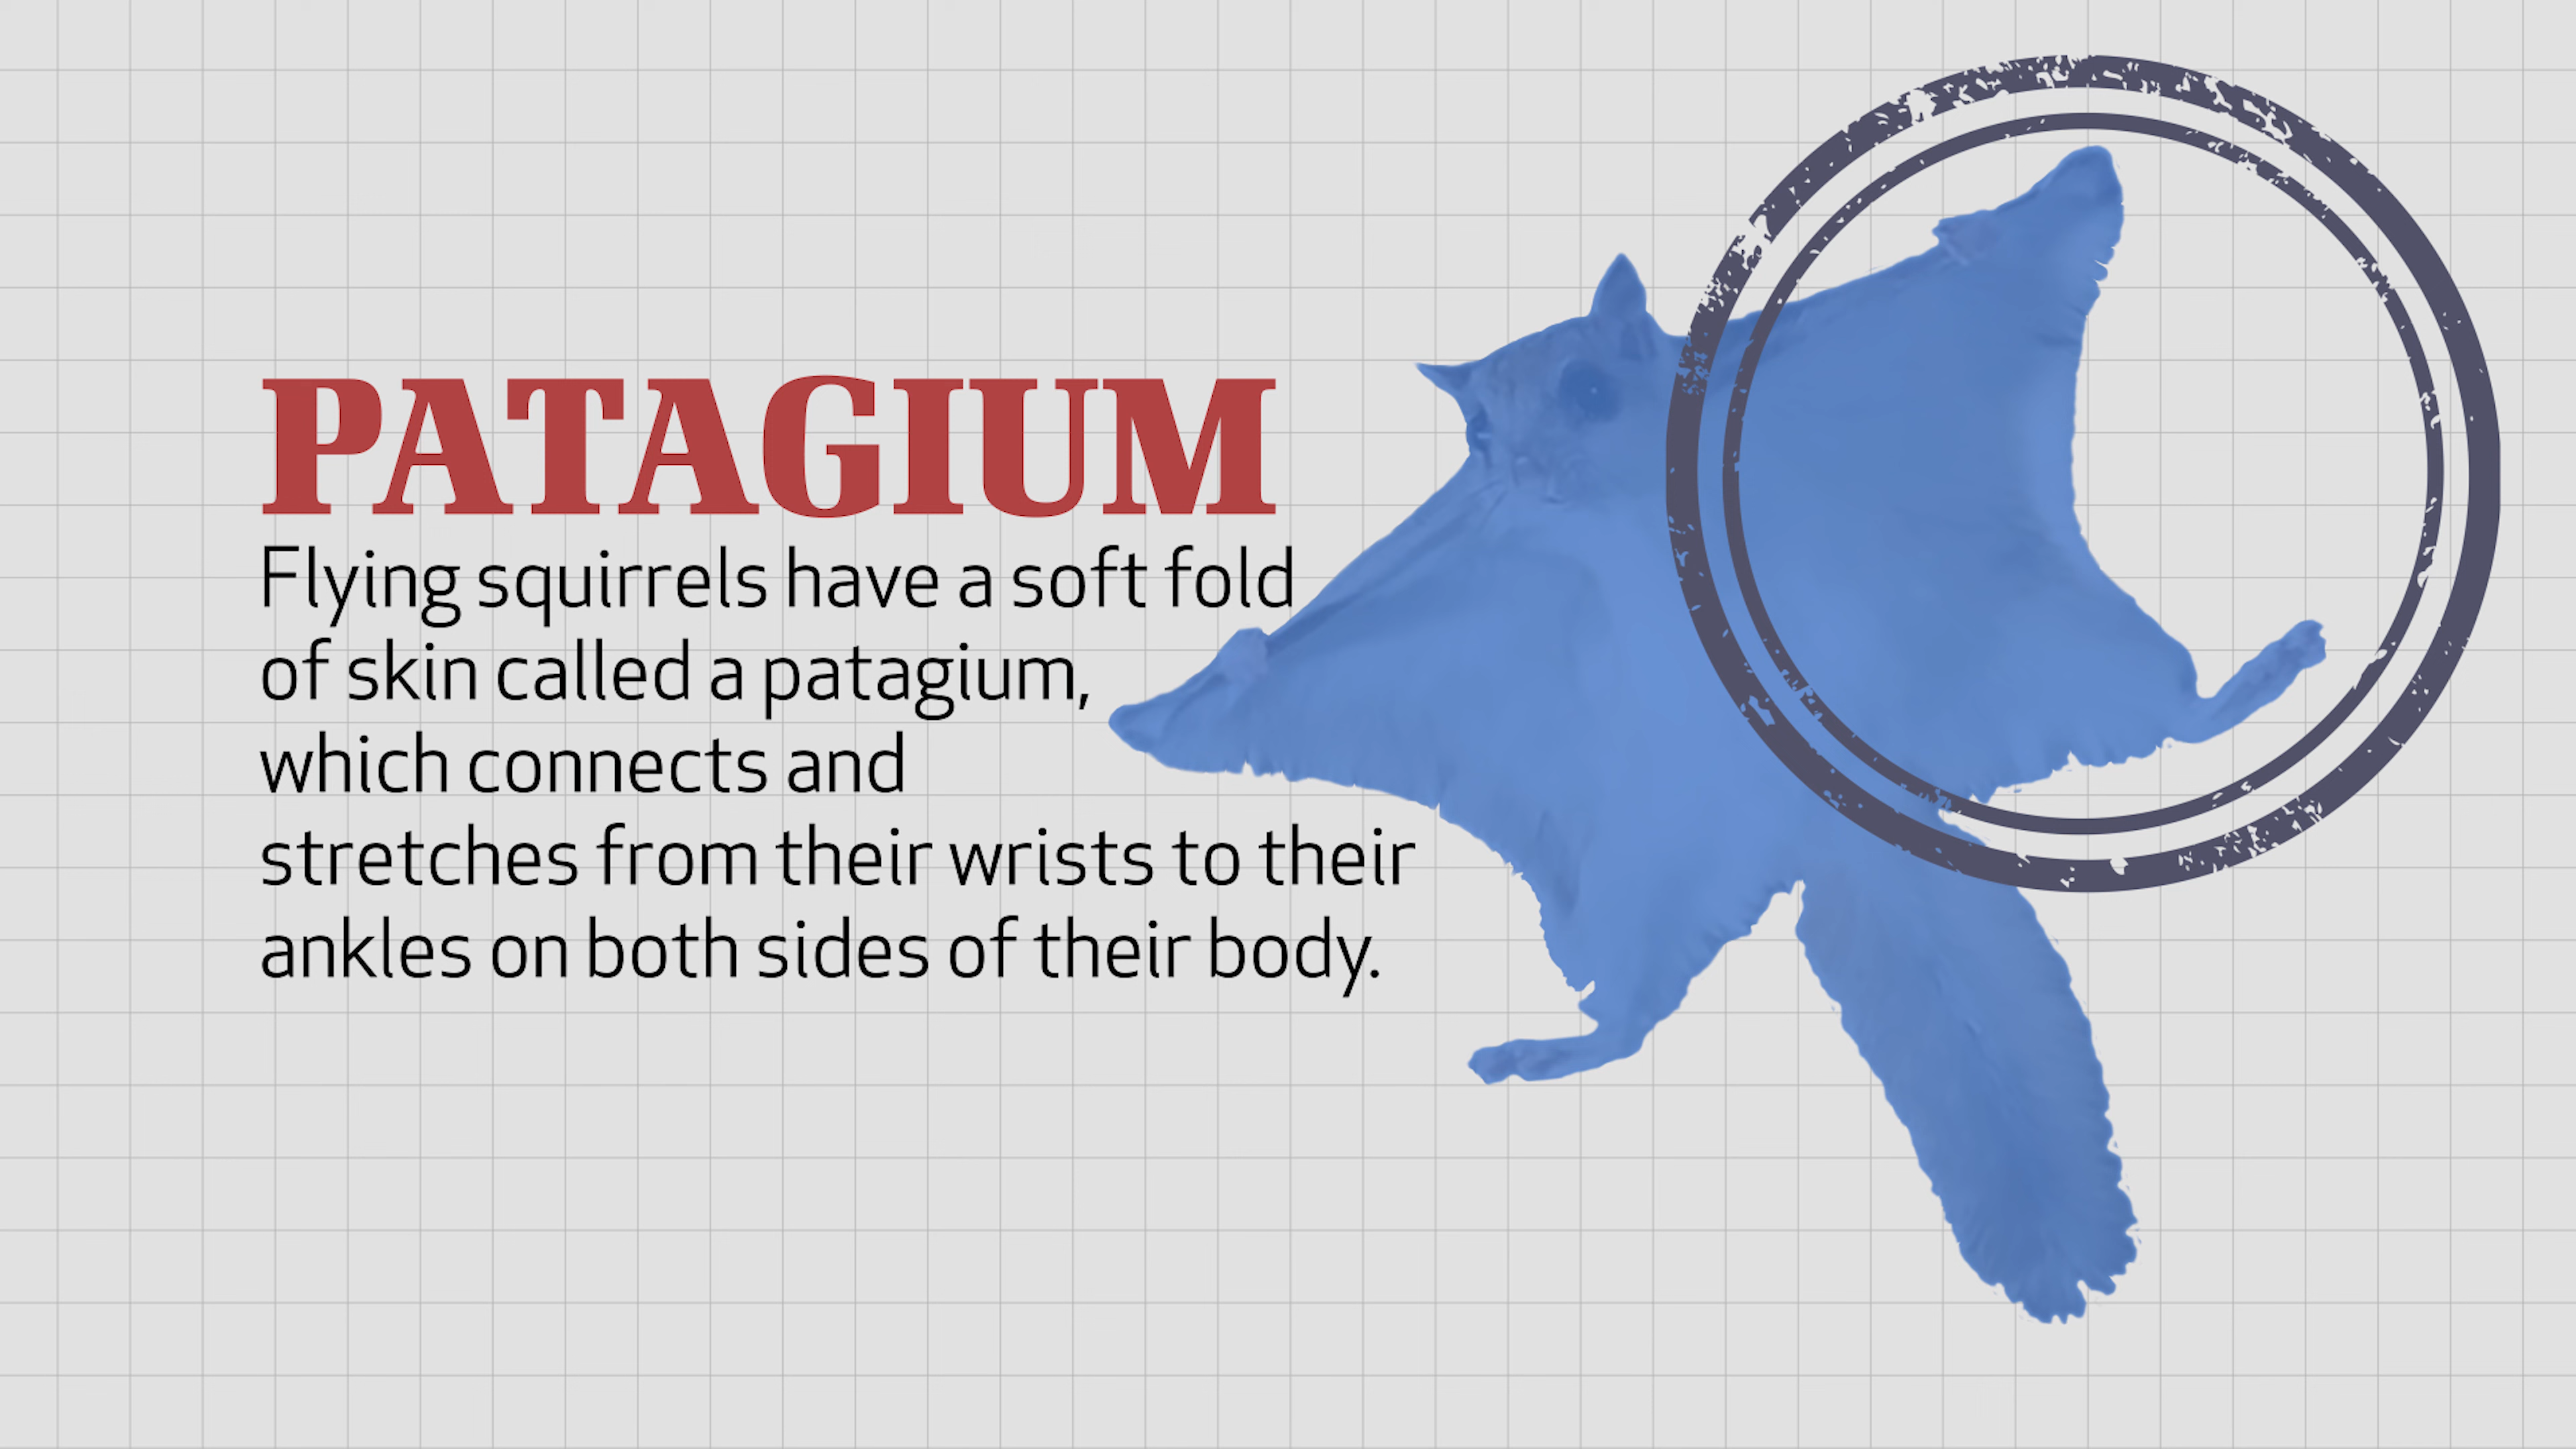 PATAGIUM
Flying squirrels have a soft fold
of skin called a patagium,
which connects and
stretches from their wrists to their
ankles on both sides of their body.